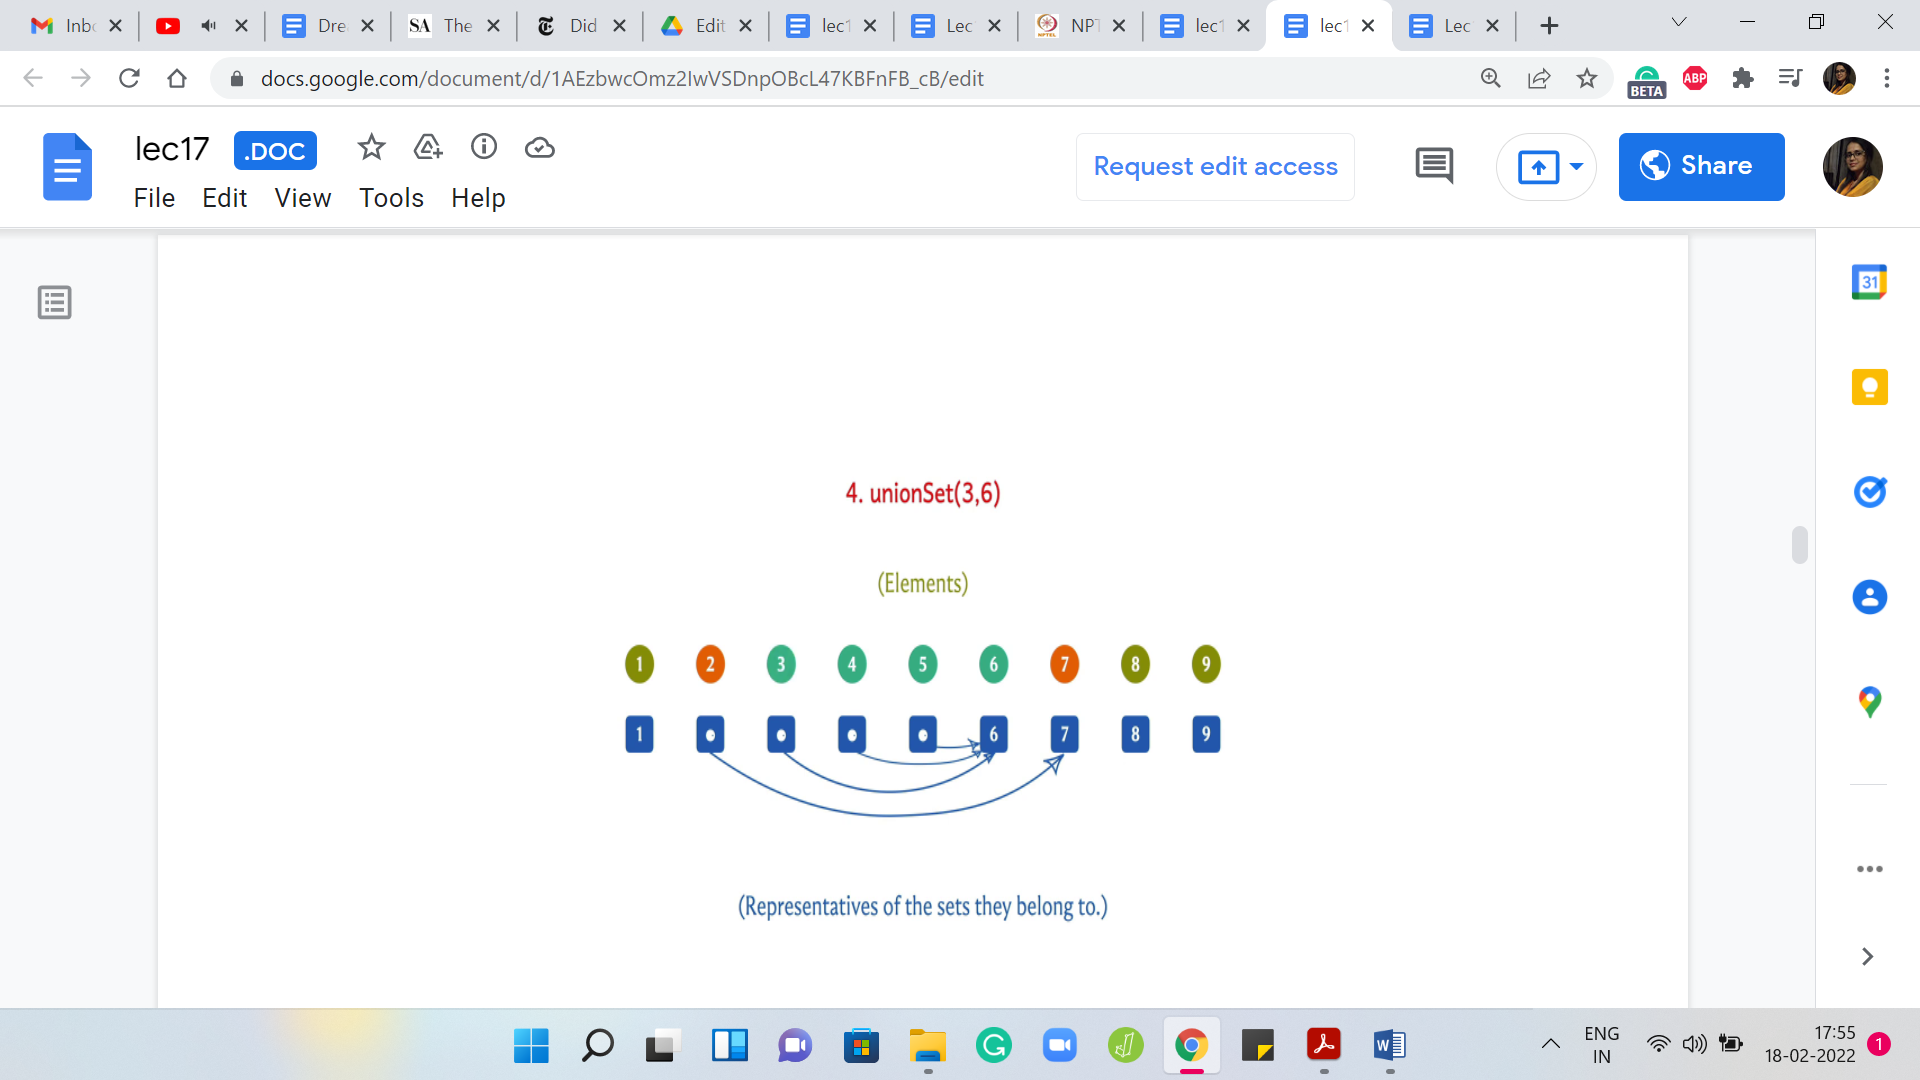 Inbo
Dre
SA The
Did
Edit
lec1
Lec
NPT
lec1
lec1
Lec
docs.google.com/document/d/1AEzbwcOmz2IwVSDnpOBcL47KBFnFB_cB/edit
BETA
ABP
lec17 .DOC
File Edit View Tools Help
Request edit access
Share
31
4. unionSet(3,6)
(Elements)
1 2 3 4 5 6 7 8 9
1 6 7 8 9
(Representatives of the sets they belong to.)
ENG
IN
17:55
18-02-2022
1